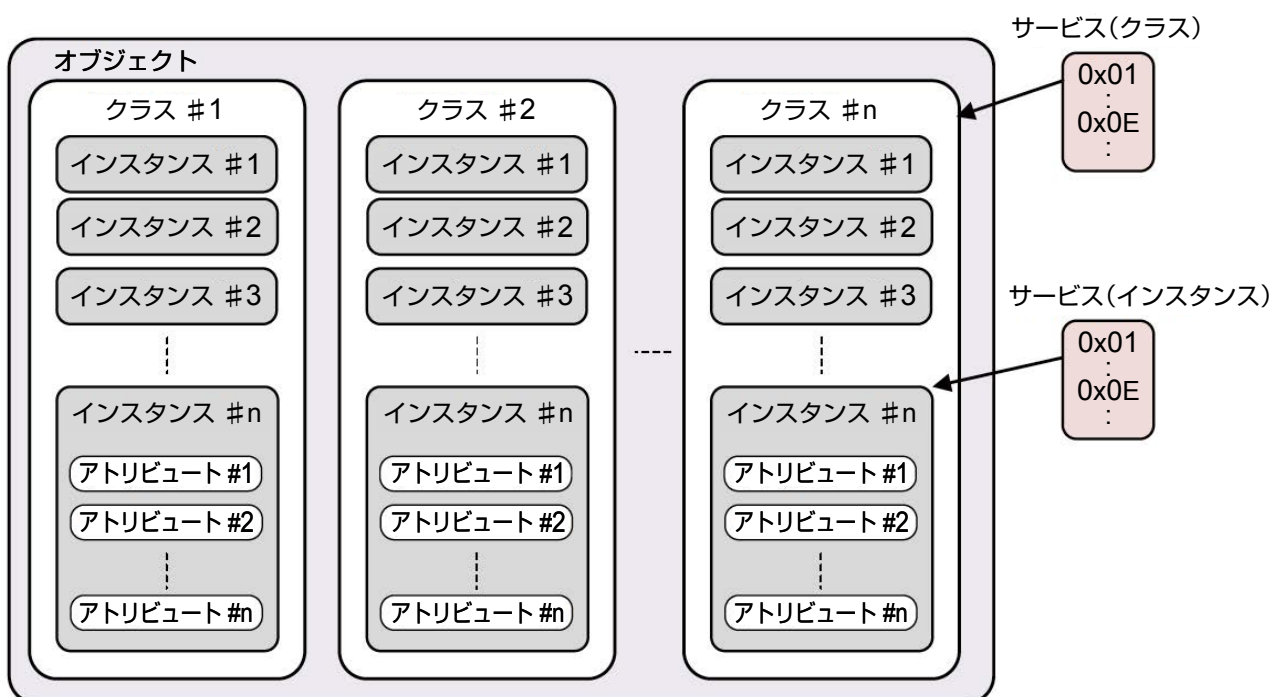 サービス(クラス)
0x01
:
0x0E
:
オブジェクト
クラス ♯1
インスタンス ♯1
インスタンス ♯2
インスタンス ♯3
インスタンス ♯n
アトリビュート #1
アトリビュート #2
アトリビュート #n
クラス ♯2
インスタンス ♯1
インスタンス ♯2
インスタンス ♯3
インスタンス ♯n
アトリビュート #1
アトリビュート #2
アトリビュート #n
クラス ♯n
インスタンス ♯1
インスタンス ♯2
インスタンス ♯3
インスタンス ♯n
アトリビュート #1
アトリビュート #2
アトリビュート #n
サービス(インスタンス)
0x01
:
0x0E
: